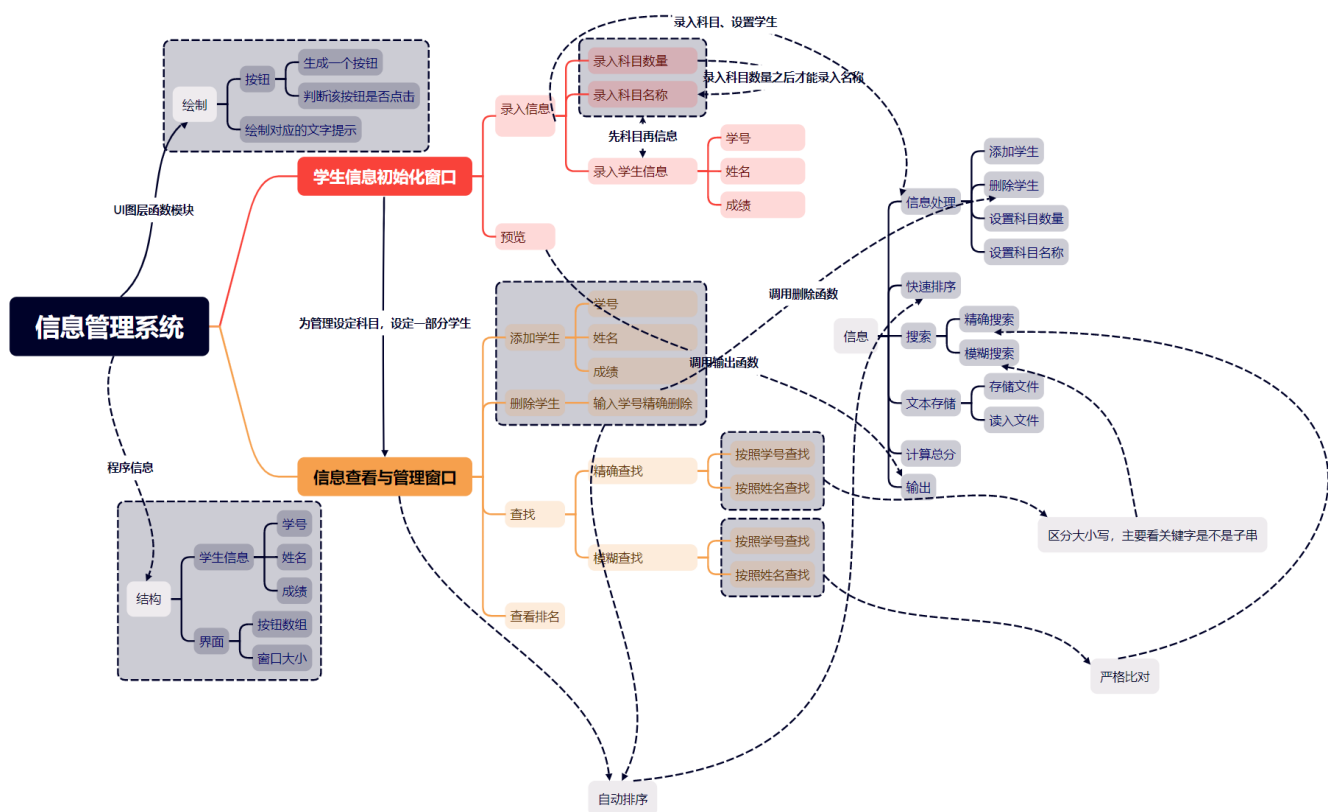 信息管理系统
UI图层函数模块
绘制
按钮
生成一个按钮
判断该按钮是否点击
绘制对应的文字提示
程序信息
结构
学生信息
学号
姓名
成绩
界面
按钮数组
窗口大小
学生信息初始化窗口
录入信息
录入科目数量
录入科目名称
录入科目数量之后才能录入名称
先科目再信息
录入学生信息
学号
姓名
成绩
预览
录入科目、设置学生
为管理设定科目，设定一部分学生
信息查看与管理窗口
添加学生
学号
姓名
成绩
删除学生
输入学号精确删除
查找
精确查找
按照学号查找
按照姓名查找
模糊查找
按照学号查找
按照姓名查找
查看排名
调用删除函数
调用输出函数
信息
信息处理
添加学生
删除学生
设置科目数量
设置科目名称
快速排序
搜索
精确搜索
模糊搜索
文本存储
存储文件
读入文件
计算总分
输出
区分大小写，主要看关键字是不是子串
严格比对
自动排序